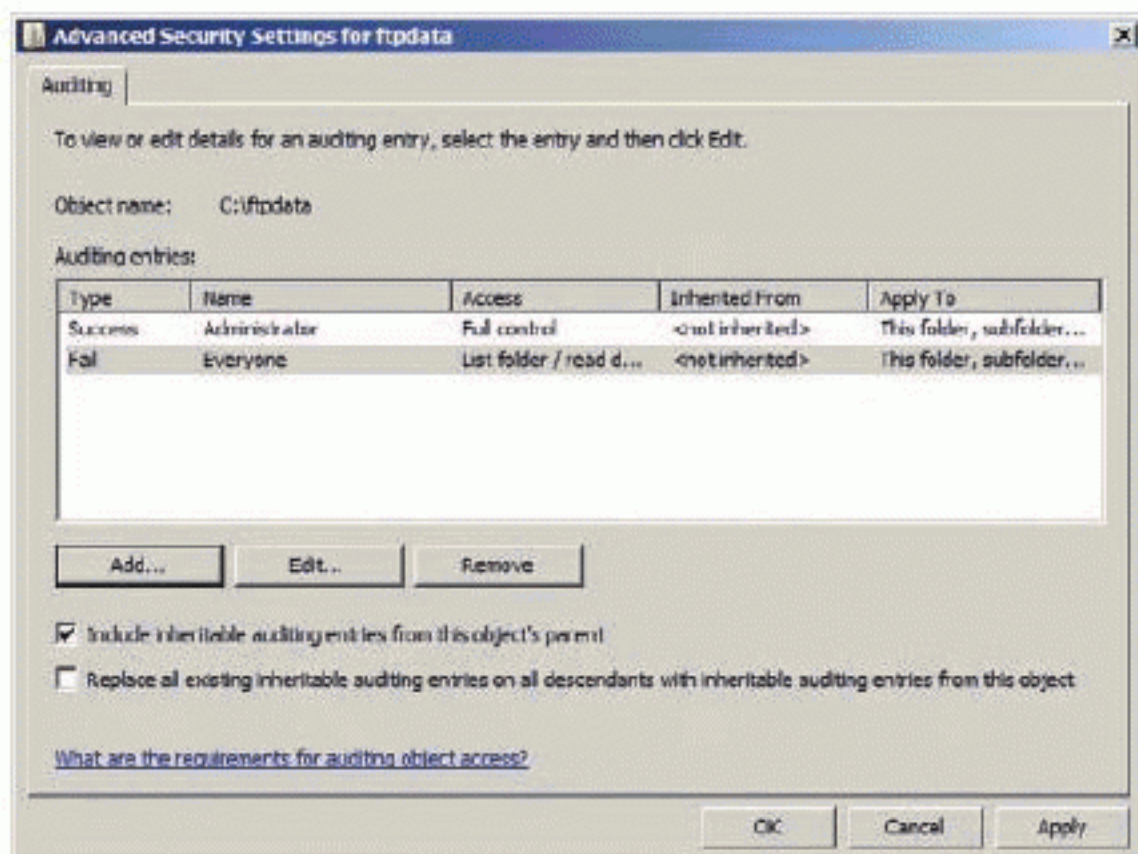 Advanced Security Settings for ftpdata
Auditing
To view or edit details for an auditing entry, select the entry and then click Edit.
Object name: C:\ftpdata
Auditing entries:
Type Name Access Inherited From Apply To
Success Administrator Full control <not inherited> This folder, subfolder...
Fail Everyone List folder / read d... <not inherited> This folder, subfolder...
Add... Edit... Remove
Include inheritable auditing entries from this object's parent
Replace all existing inheritable auditing entries on all descendants with inheritable auditing entries from this object
What are the requirements for auditing object access?
OK Cancel Apply